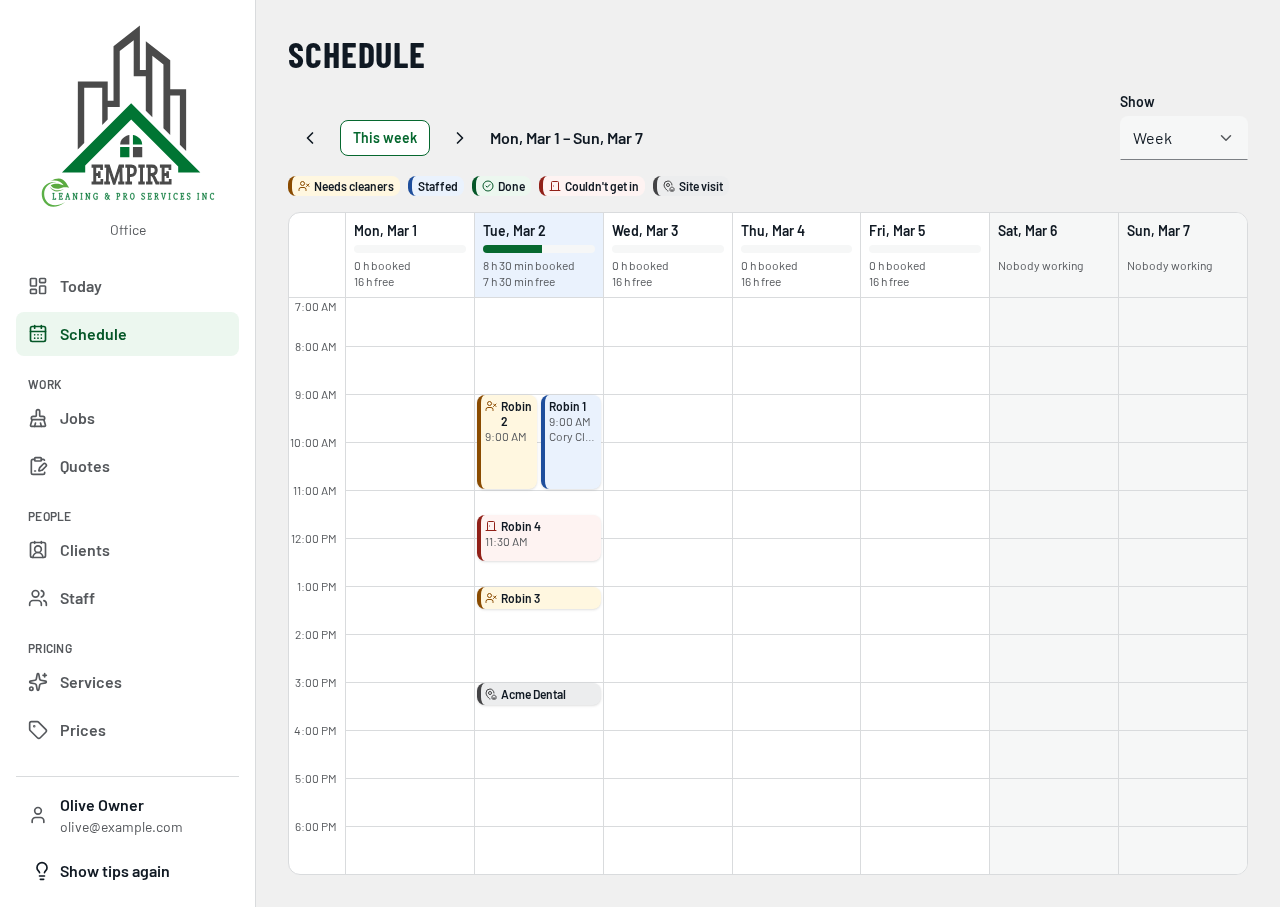 EMPIRE
LEANING & PRO SERVICES INC
Office
Today
Schedule
WORK
Jobs
Quotes
PEOPLE
Clients
Staff
PRICING
Services
Prices
Olive Owner
olive@example.com
Show tips again
SCHEDULE
Show
This week
Mon, Mar 1 – Sun, Mar 7
Week
Needs cleaners
Staffed
Done
Couldn't get in
Site visit
Mon, Mar 1
0 h booked
16 h free
Tue, Mar 2
8 h 30 min booked
7 h 30 min free
Wed, Mar 3
0 h booked
16 h free
Thu, Mar 4
0 h booked
16 h free
Fri, Mar 5
0 h booked
16 h free
Sat, Mar 6
Nobody working
Sun, Mar 7
Nobody working
7:00 AM
8:00 AM
9:00 AM
10:00 AM
11:00 AM
12:00 PM
1:00 PM
2:00 PM
3:00 PM
4:00 PM
5:00 PM
6:00 PM
Robin
2
9:00 AM
Robin 1
9:00 AM
Cory Cl...
Robin 4
11:30 AM
Robin 3
Acme Dental